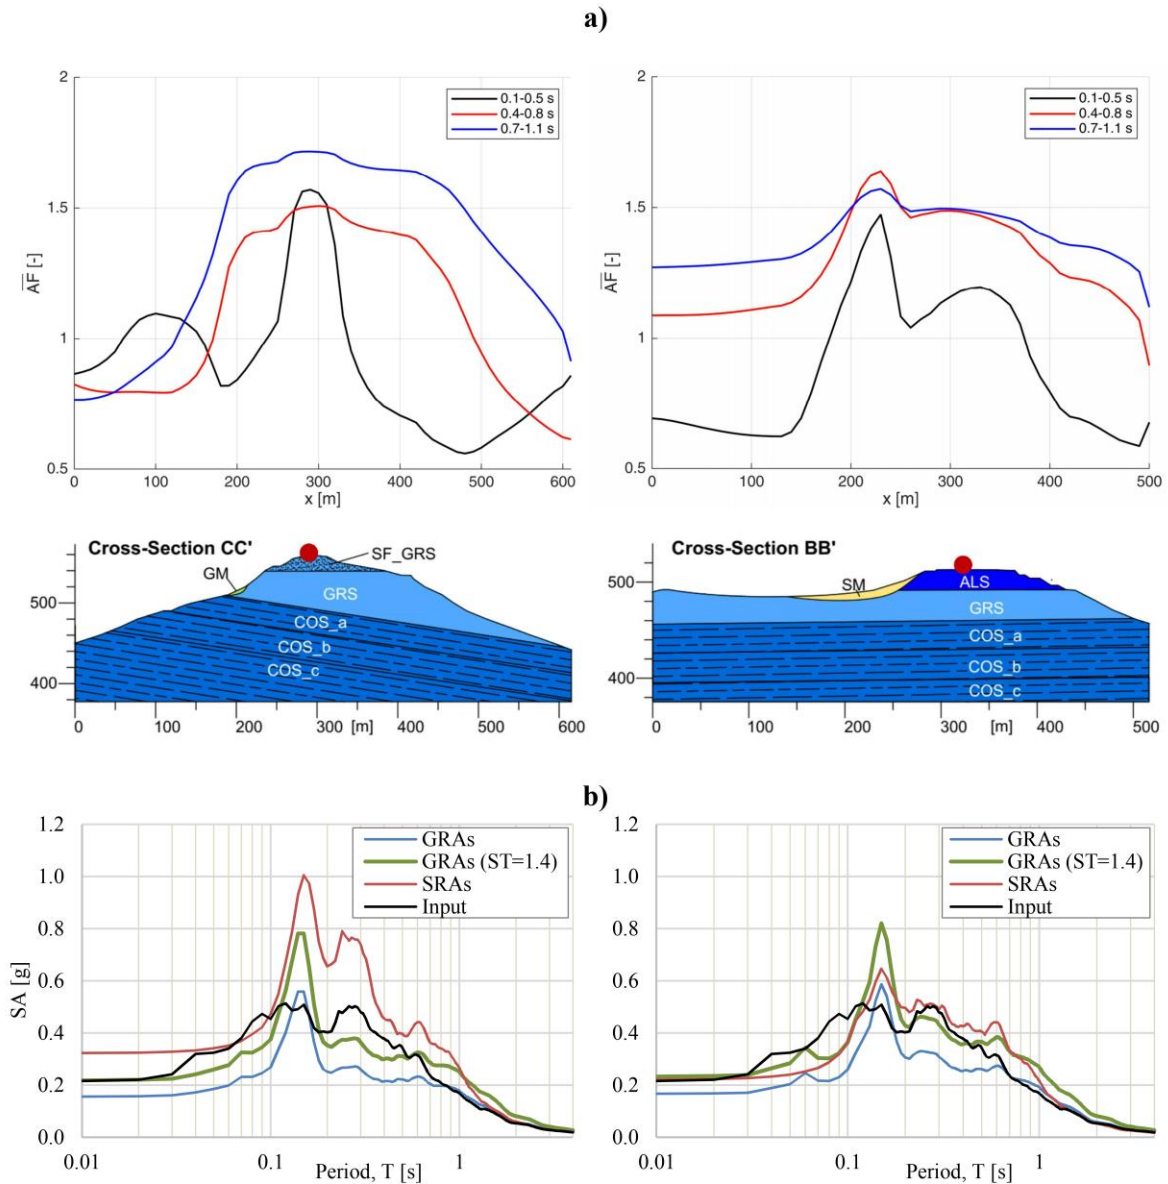 a)
2
1.5
1
0.5
AF [-]
0 100 200 300 400 500 600
x [m]
0.1-0.5 s
0.4-0.8 s
0.7-1.1 s
2
1.5
1
0.5
AF [-]
0 100 200 300 400 500
x [m]
0.1-0.5 s
0.4-0.8 s
0.7-1.1 s
Cross-Section CC'
SF_GRS
GM
GRS
COS_a
COS_b
COS_c
500
400
0 100 200 300 [m] 400 500 600
Cross-Section BB'
SM
ALS
GRS
COS_a
COS_b
COS_c
500
400
0 100 200 300 [m] 400 500
b)
1.2
1.0
0.8
0.6
0.4
0.2
0.0
SA [g]
GRAs
GRAs (ST=1.4)
SRAs
Input
0.01 0.1 1
Period, T [s]
1.2
1.0
0.8
0.6
0.4
0.2
0.0
GRAs
GRAs (ST=1.4)
SRAs
Input
0.01 0.1 1
Period, T [s]